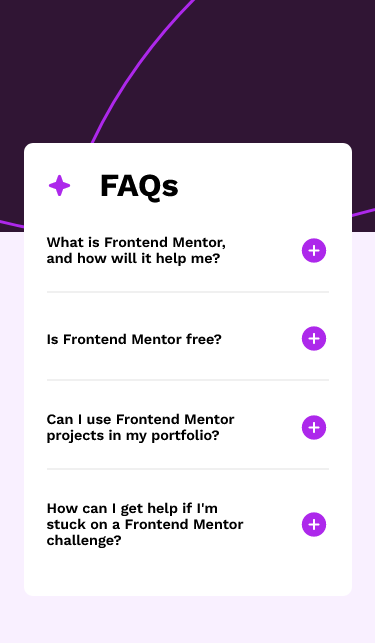 FAQs
What is Frontend Mentor,
and how will it help me?
Is Frontend Mentor free?
Can I use Frontend Mentor
projects in my portfolio?
How can I get help if I'm
stuck on a Frontend Mentor
challenge?